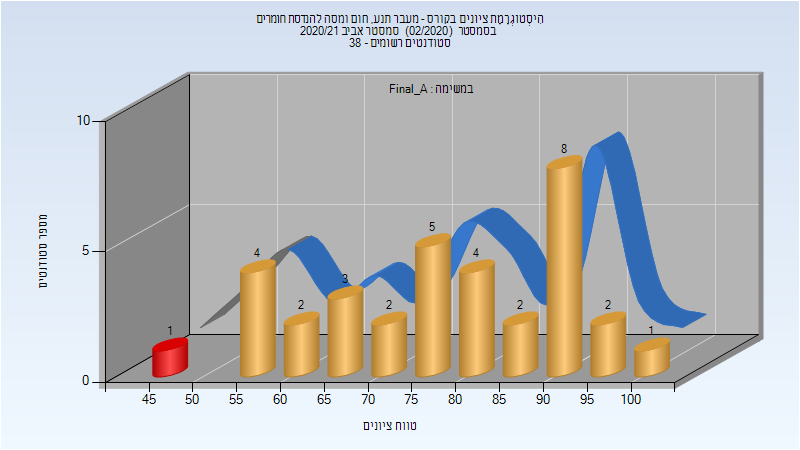 היסטוגרמת ציונים בקורס - מעבר תנע, חום ומסה להנדסת חומרים
בסמסטר (02/2020) סמסטר אביב 2020/21
סטודנטים רשומים - 38
במשימה : Final_A
10
5
0
מספר סטודנטים
1
4
2
3
2
5
4
2
8
2
1
45 50 55 60 65 70 75 80 85 90 95 100
טווח ציונים